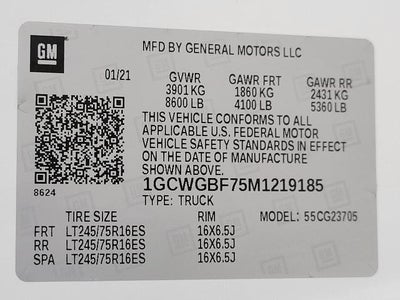 GM
MFD BY GENERAL MOTORS LLC
01/21 GVWR GAWR FRT GAWR RR
3901 KG 1860 KG 2431 KG
8600 LB 4100 LB 5360 LB
THIS VEHICLE CONFORMS TO ALL
APPLICABLE U.S. FEDERAL MOTOR
VEHICLE SAFETY STANDARDS IN EFFECT
ON THE DATE OF MANUFACTURE
SHOWN ABOVE.
8624
1GCWGBF75M1219185
TYPE: TRUCK
TIRE SIZE RIM MODEL: 55CG23705
FRT LT245/75R16ES 16X6.5J
RR LT245/75R16ES 16X6.5J
SPA LT245/75R16ES 16X6.5J